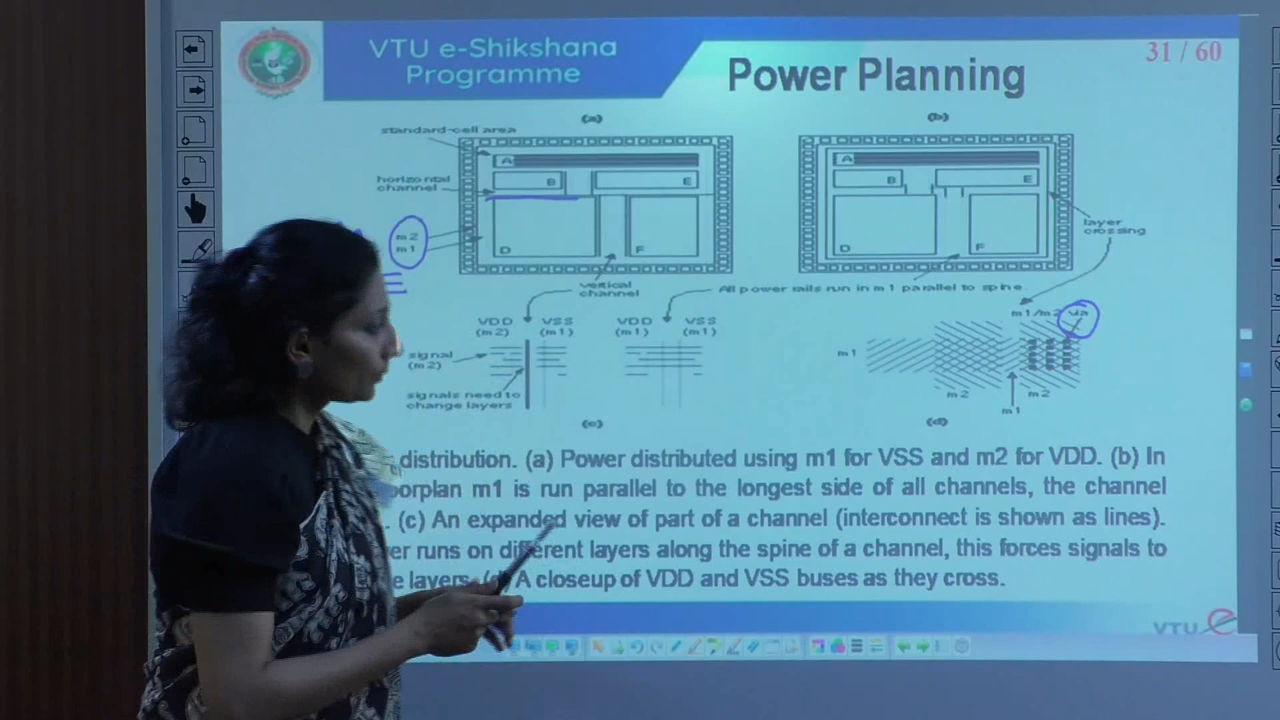 VTU e-Shikshana
Programme
Power Planning
31 / 60
(a)
(b)
standard-cell area
A
A
horizontal
channel
B
E
B
E
m2
m1
layer
crossing
D
F
D
F
vertical
channel
All power rails run in m1 parallel to spine.
VDD
(m2)
VSS
(m1)
VDD
(m1)
VSS
(m1)
m1/m2 via
signal
(m2)
m1
signals need to
change layers
m2
m2
m1
(c)
(d)
distribution. (a) Power distributed using m1 for VSS and m2 for VDD. (b) In
m1 is run parallel to the longest side of all channels, the channel
(c) An expanded view of part of a channel (interconnect is shown as lines).
runs on different layers along the spine of a channel, this forces signals to
layers. (d) A closeup of VDD and VSS buses as they cross.
VTU e